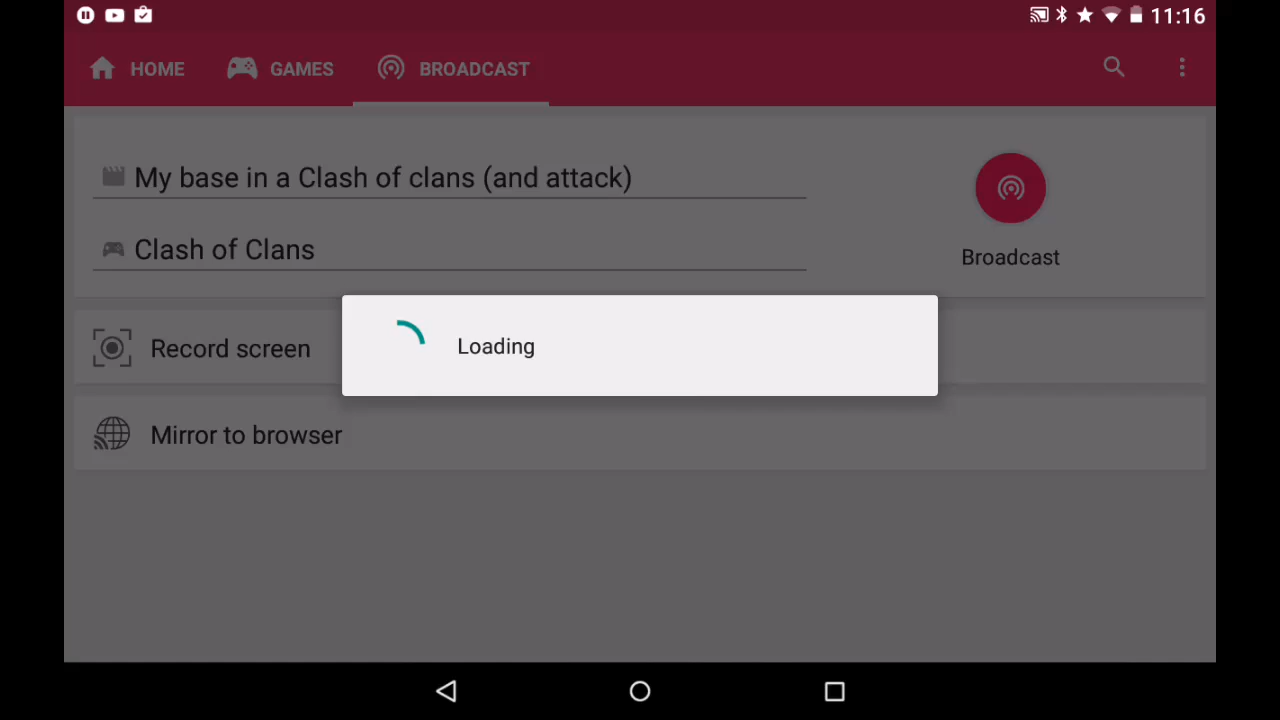 11:16
HOME
GAMES
BROADCAST
My base in a Clash of clans (and attack)
Clash of Clans
Broadcast
Loading
Record screen
Mirror to browser